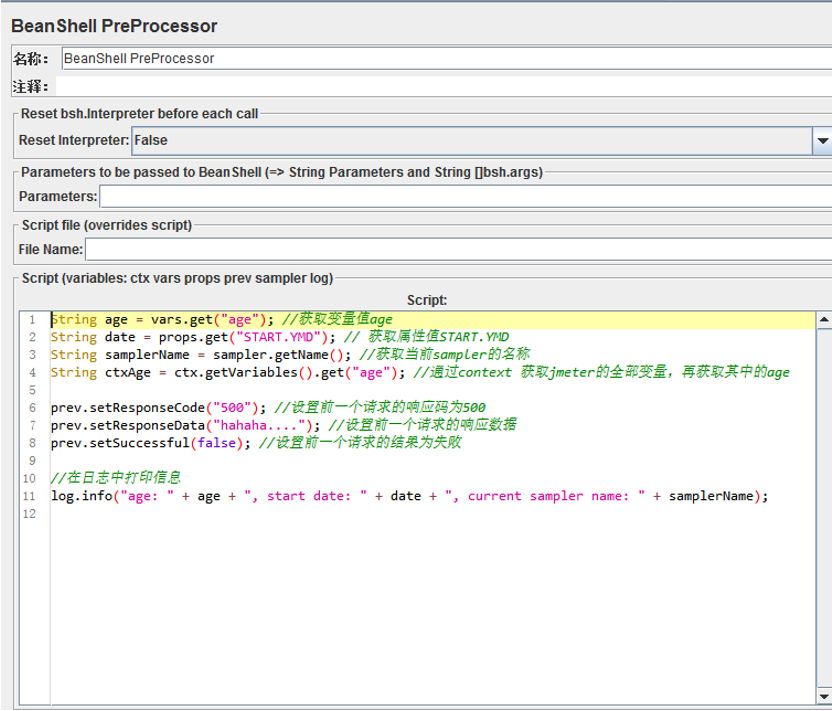 BeanShell PreProcessor
名称： BeanShell PreProcessor
注释：
Reset bsh.Interpreter before each call
Reset Interpreter: False
Parameters to be passed to BeanShell (=> String Parameters and String []bsh.args)
Parameters:
Script file (overrides script)
File Name:
Script (variables: ctx vars props prev sampler log)
Script:
1 String age = vars.get("age"); //获取变量值age
2 String date = props.get("START.YMD"); // 获取属性值START.YMD
3 String samplerName = sampler.getName(); //获取当前sampler的名称
4 String ctxAge = ctx.getVariables().get("age"); //通过context 获取jmeter的全部变量，再获取其中的age
5
6 prev.setResponseCode("500"); //设置前一个请求的响应码为500
7 prev.setResponseData("hahaha...."); //设置前一个请求的响应数据
8 prev.setSuccessful(false); //设置前一个请求的结果为失败
9
10 //在日志中打印信息
11 log.info("age: " + age + ", start date: " + date + ", current sampler name: " + samplerName);
12